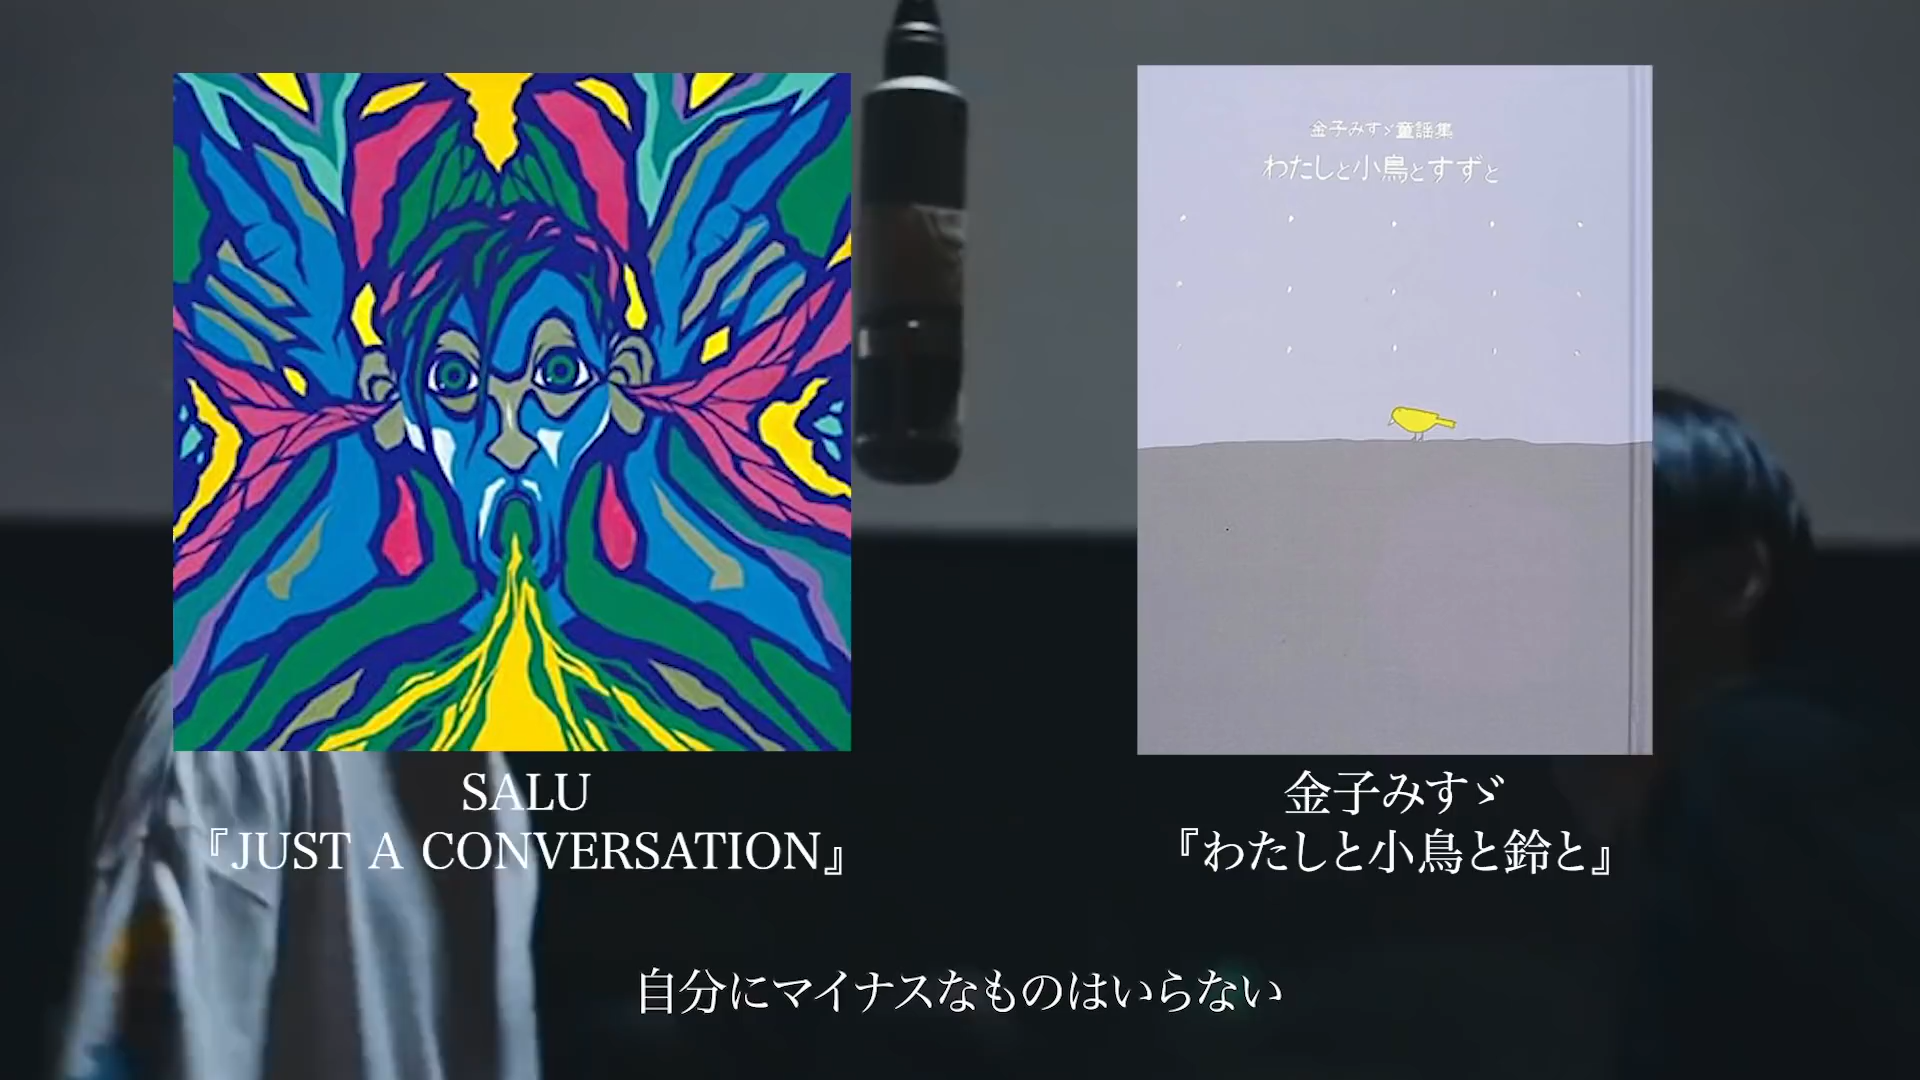 金子みすゞ童謡集
わたしと小鳥とすずと
SALU
『JUST A CONVERSATION』
金子みすゞ
『わたしと小鳥と鈴と』
自分にマイナスなものはいらない